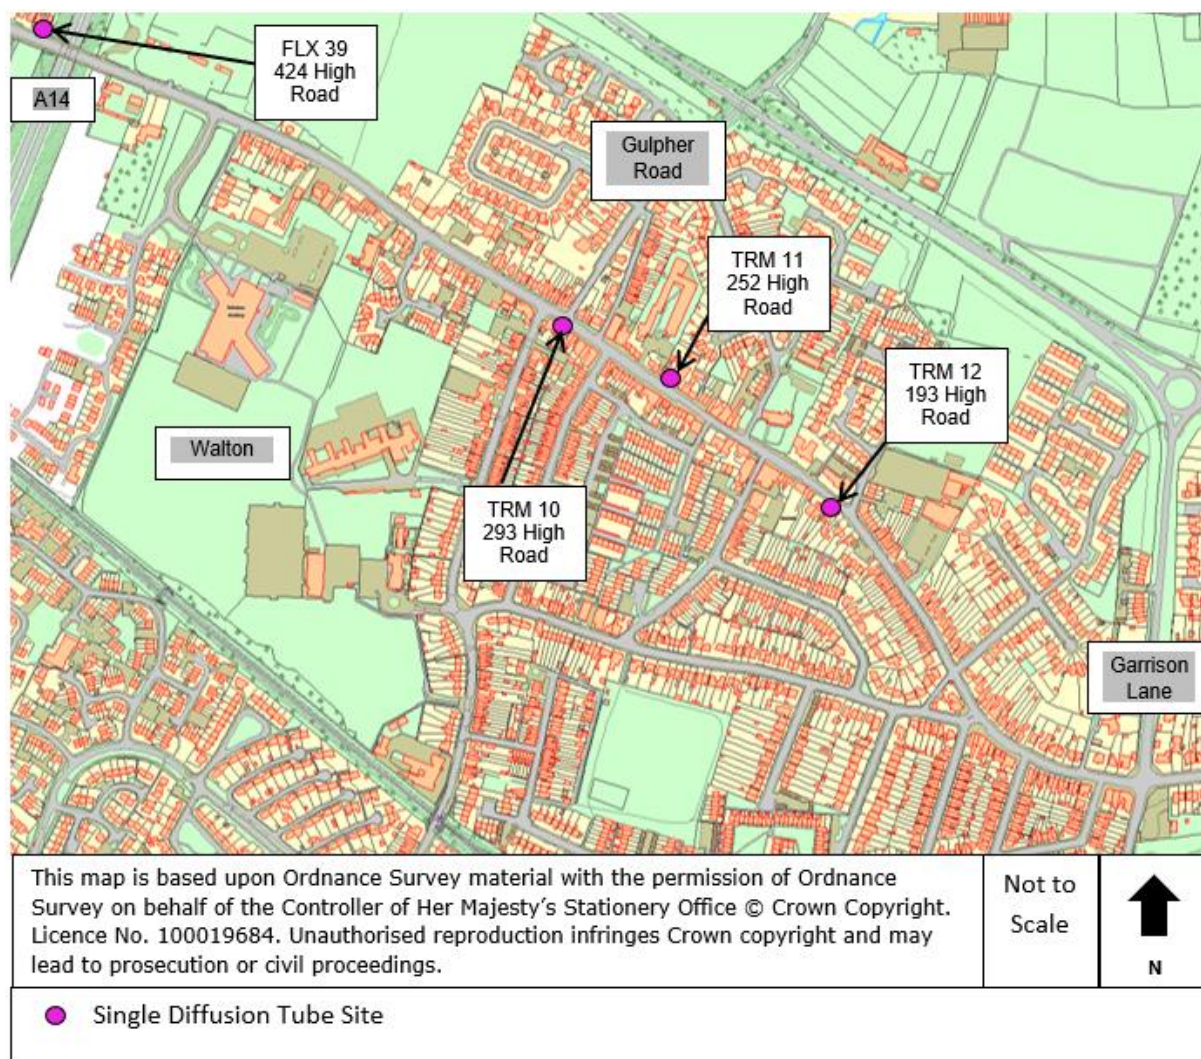 FLX 39
424 High
Road
A14
Gulpher
Road
TRM 11
252 High
Road
TRM 12
193 High
Road
Walton
TRM 10
293 High
Road
Garrison
Lane
This map is based upon Ordnance Survey material with the permission of Ordnance
Survey on behalf of the Controller of Her Majesty’s Stationery Office © Crown Copyright.
Licence No. 100019684. Unauthorised reproduction infringes Crown copyright and may
lead to prosecution or civil proceedings.
Not to
Scale
N
Single Diffusion Tube Site